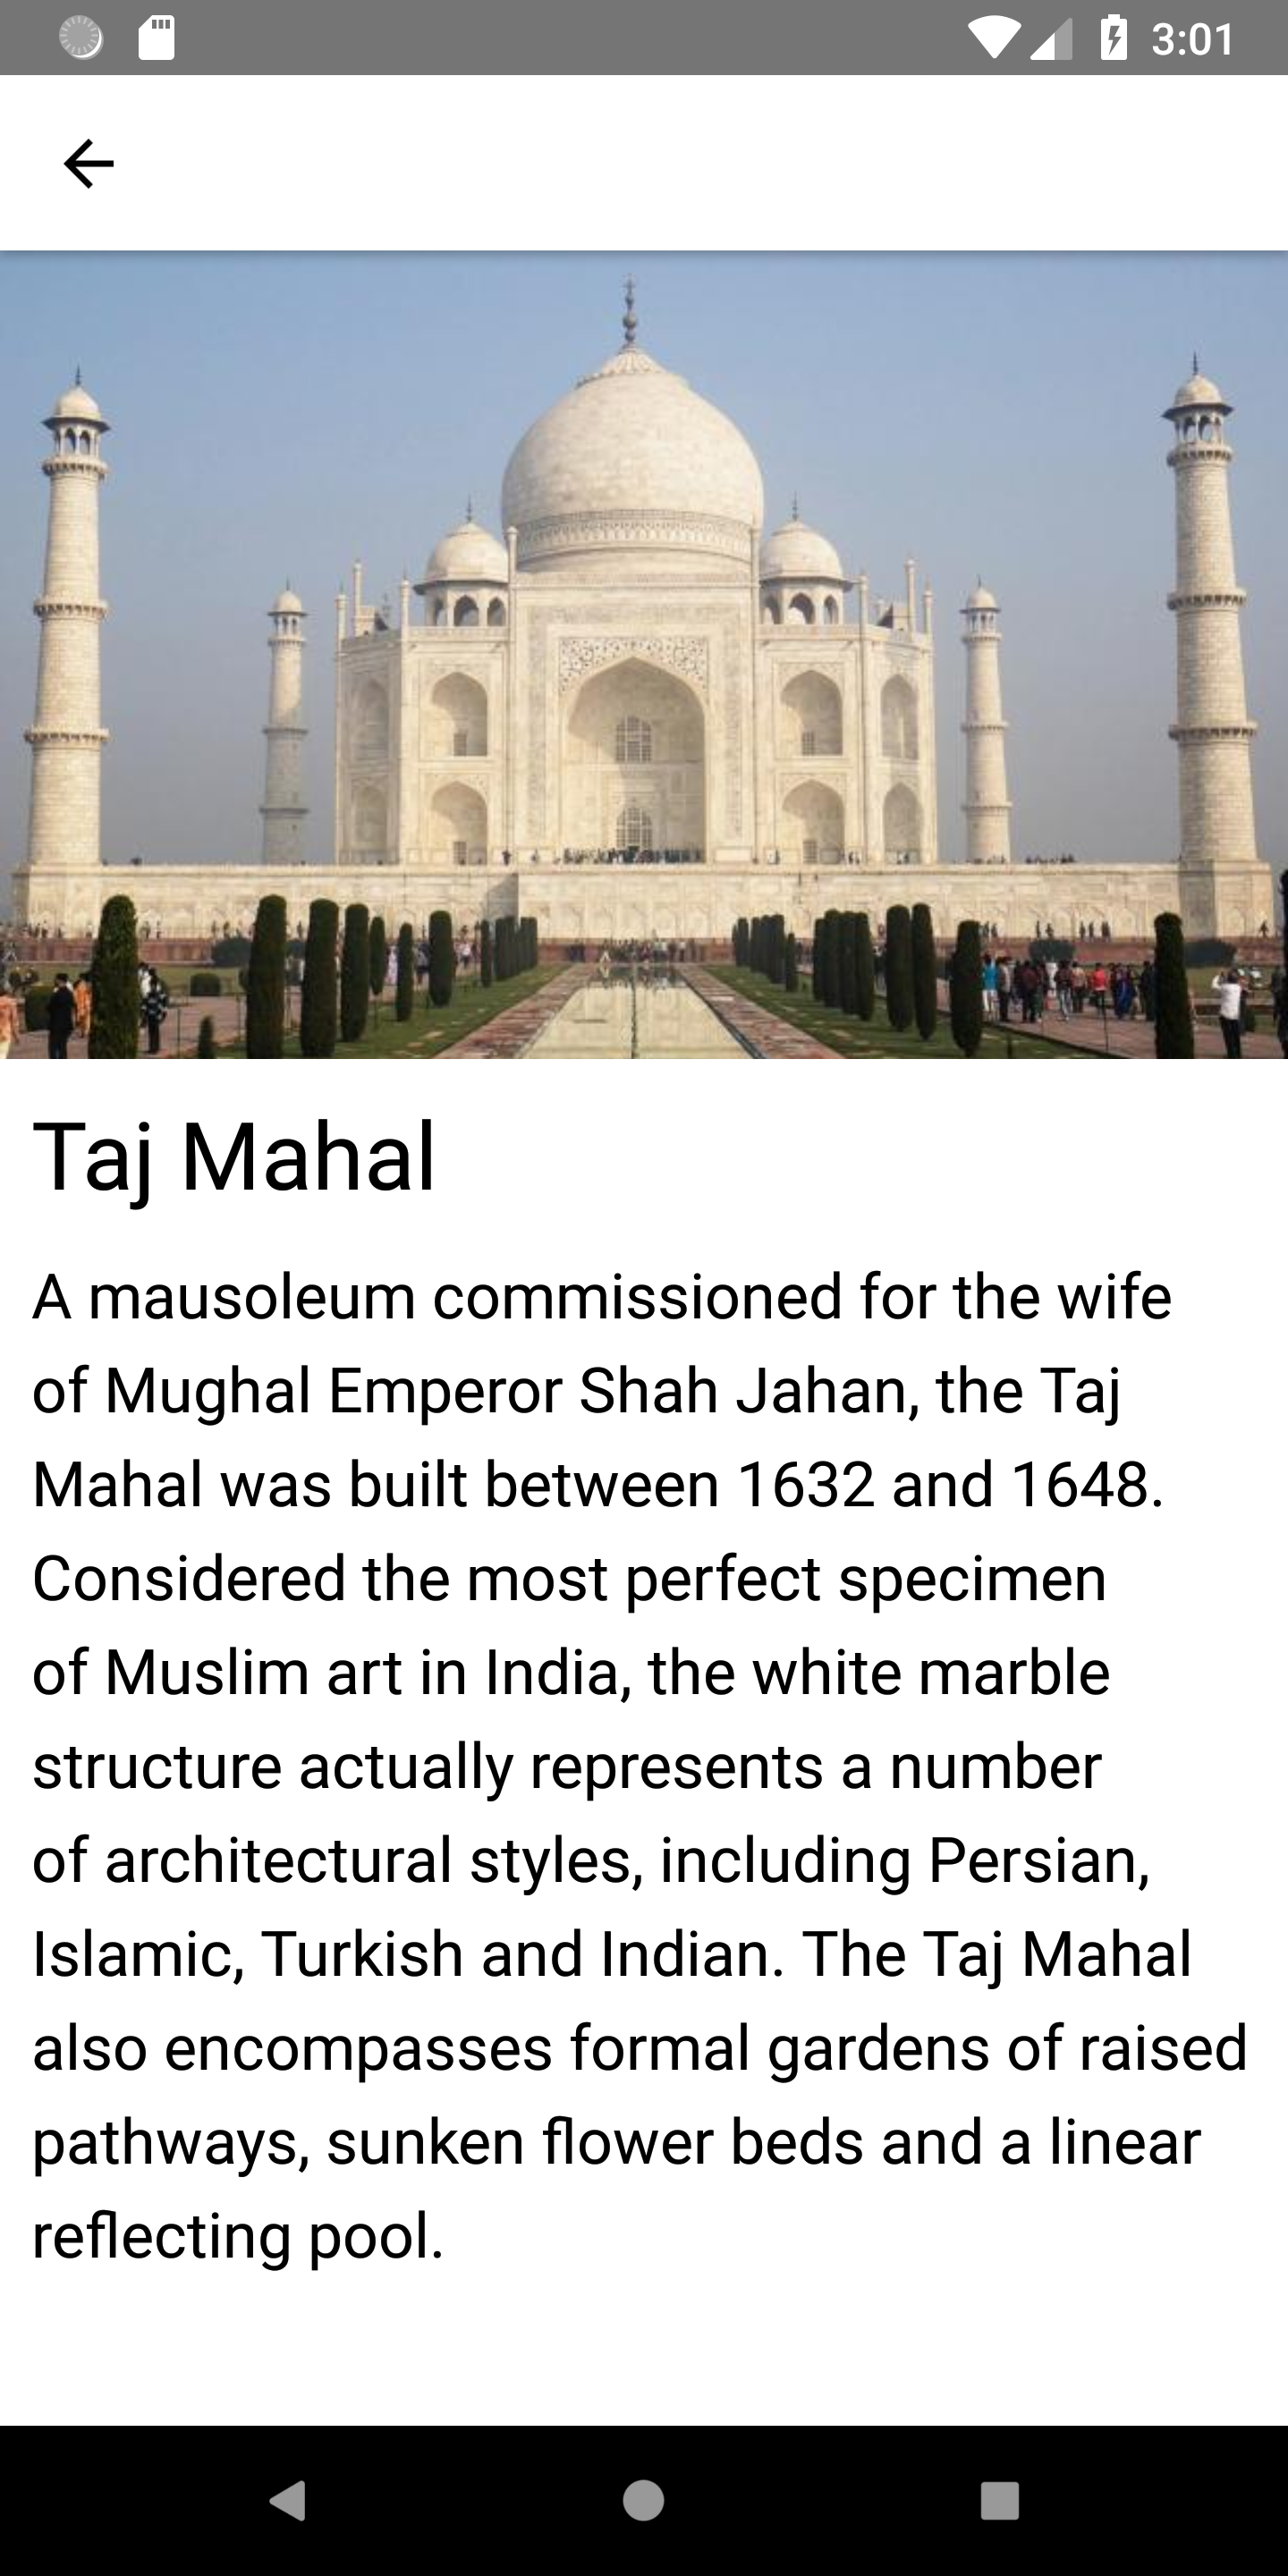 3:01
Taj Mahal
A mausoleum commissioned for the wife
of Mughal Emperor Shah Jahan, the Taj
Mahal was built between 1632 and 1648.
Considered the most perfect specimen
of Muslim art in India, the white marble
structure actually represents a number
of architectural styles, including Persian,
Islamic, Turkish and Indian. The Taj Mahal
also encompasses formal gardens of raised
pathways, sunken flower beds and a linear
reflecting pool.